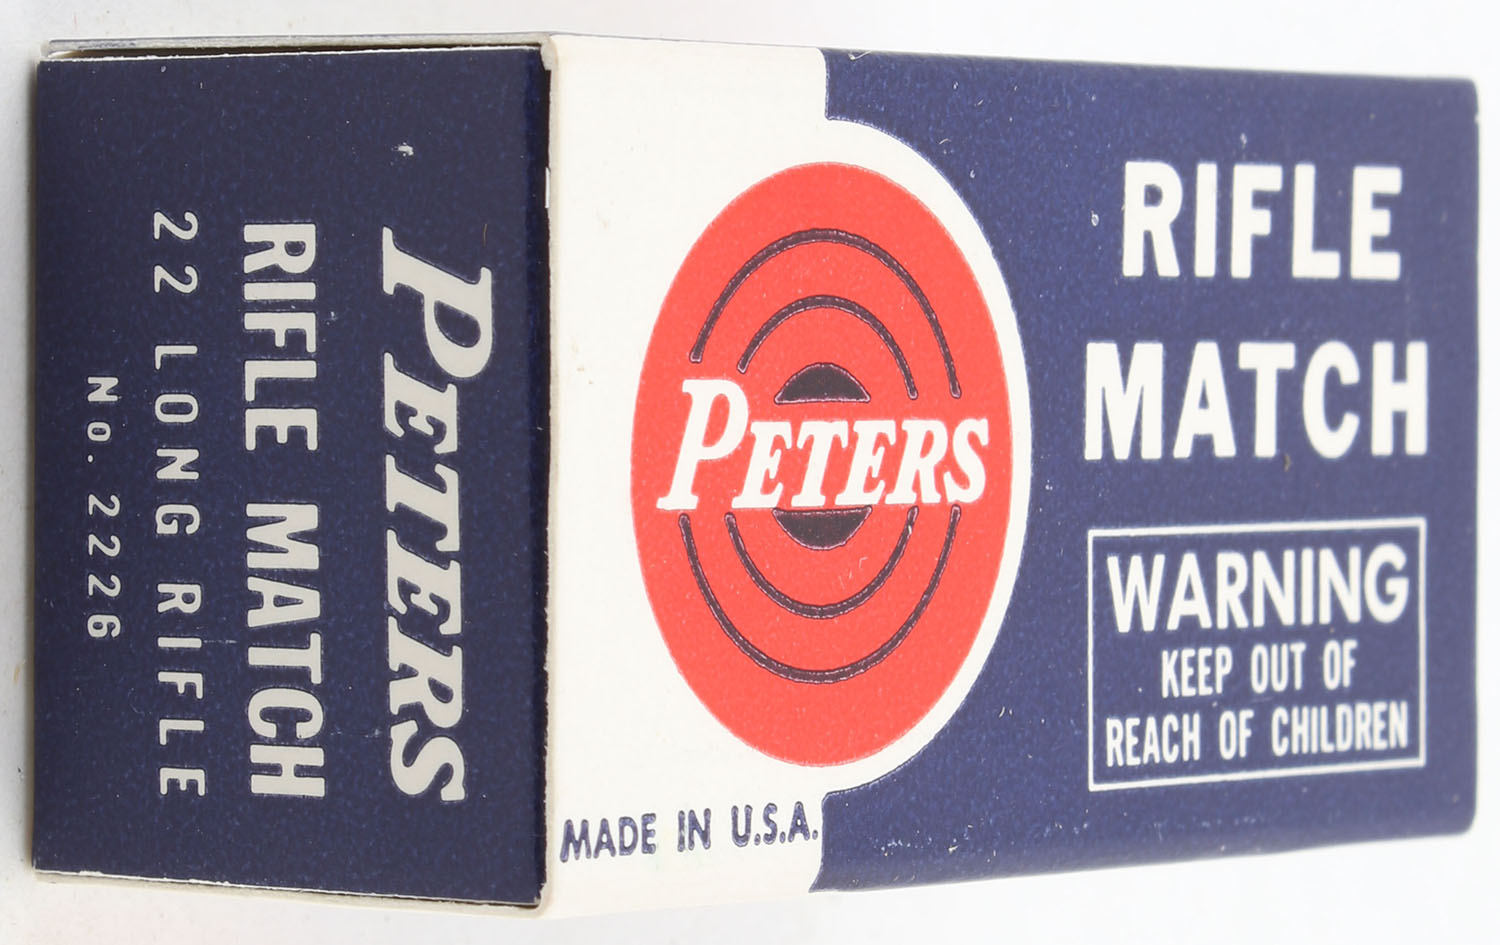 PETERS
RIFLE MATCH
22 LONG RIFLE
No. 2226
PETERS
MADE IN U.S.A.
RIFLE
MATCH
WARNING
KEEP OUT OF
REACH OF CHILDREN